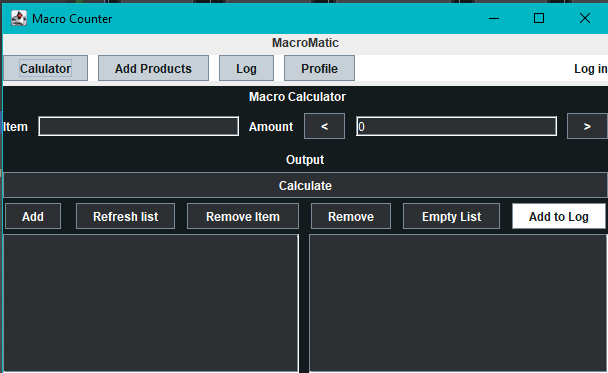 Macro Counter
MacroMatic
Calulator Add Products Log Profile Log in
Macro Calculator
Item Amount < 0 >
Output
Calculate
Add Refresh list Remove Item Remove Empty List Add to Log